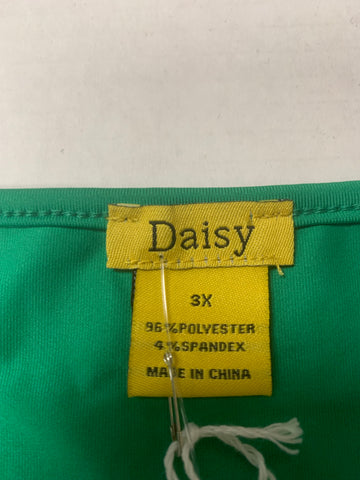 Daisy
3X
96%POLYESTER
4%SPANDEX
MADE IN CHINA